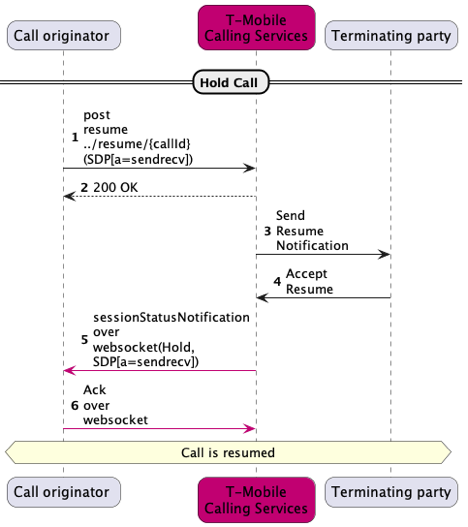 Call originator
T-Mobile
Calling Services
Terminating party
Hold Call
post
resume
1 ../resume/{callId}
(SDP[a=sendrecv])
2 200 OK
Send
3 Resume
Notification
4 Accept
Resume
sessionStatusNotification
over
5 websocket(Hold,
SDP[a=sendrecv])
Ack
6 over
websocket
Call is resumed
Call originator
T-Mobile
Calling Services
Terminating party